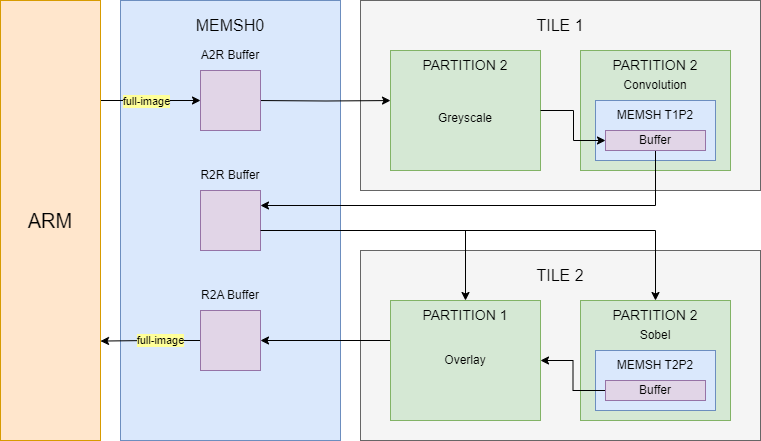 ARM
MEMSH0
A2R Buffer
full-image
R2R Buffer
R2A Buffer
full-image
TILE 1
PARTITION 2
Greyscale
PARTITION 2
Convolution
MEMSH T1P2
Buffer
TILE 2
PARTITION 1
Overlay
PARTITION 2
Sobel
MEMSH T2P2
Buffer